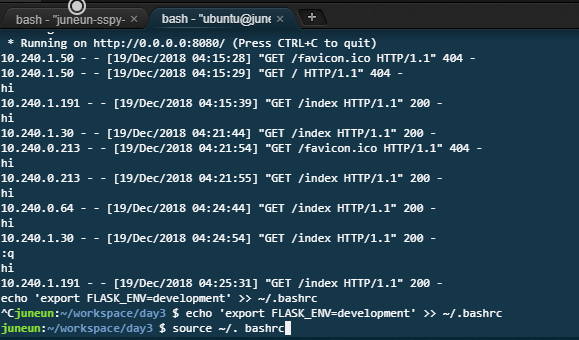 bash - "juneun-sspy-
bash - "ubuntu@june
* Running on http://0.0.0.0:8080/ (Press CTRL+C to quit)
10.240.1.50 - - [19/Dec/2018 04:15:28] "GET /favicon.ico HTTP/1.1" 404 -
10.240.1.50 - - [19/Dec/2018 04:15:29] "GET / HTTP/1.1" 404 -
hi
10.240.1.191 - - [19/Dec/2018 04:15:39] "GET /index HTTP/1.1" 200 -
hi
10.240.1.30 - - [19/Dec/2018 04:21:44] "GET /index HTTP/1.1" 200 -
10.240.0.213 - - [19/Dec/2018 04:21:54] "GET /favicon.ico HTTP/1.1" 404 -
hi
10.240.0.213 - - [19/Dec/2018 04:21:55] "GET /index HTTP/1.1" 200 -
hi
10.240.0.64 - - [19/Dec/2018 04:24:44] "GET /index HTTP/1.1" 200 -
hi
10.240.1.30 - - [19/Dec/2018 04:24:54] "GET /index HTTP/1.1" 200 -
:q
hi
10.240.1.191 - - [19/Dec/2018 04:25:31] "GET /index HTTP/1.1" 200 -
echo 'export FLASK_ENV=development' >> ~/.bashrc
^Cjuneun:~/workspace/day3 $ echo 'export FLASK_ENV=development' >> ~/.bashrc
juneun:~/workspace/day3 $ source ~/. bashrc